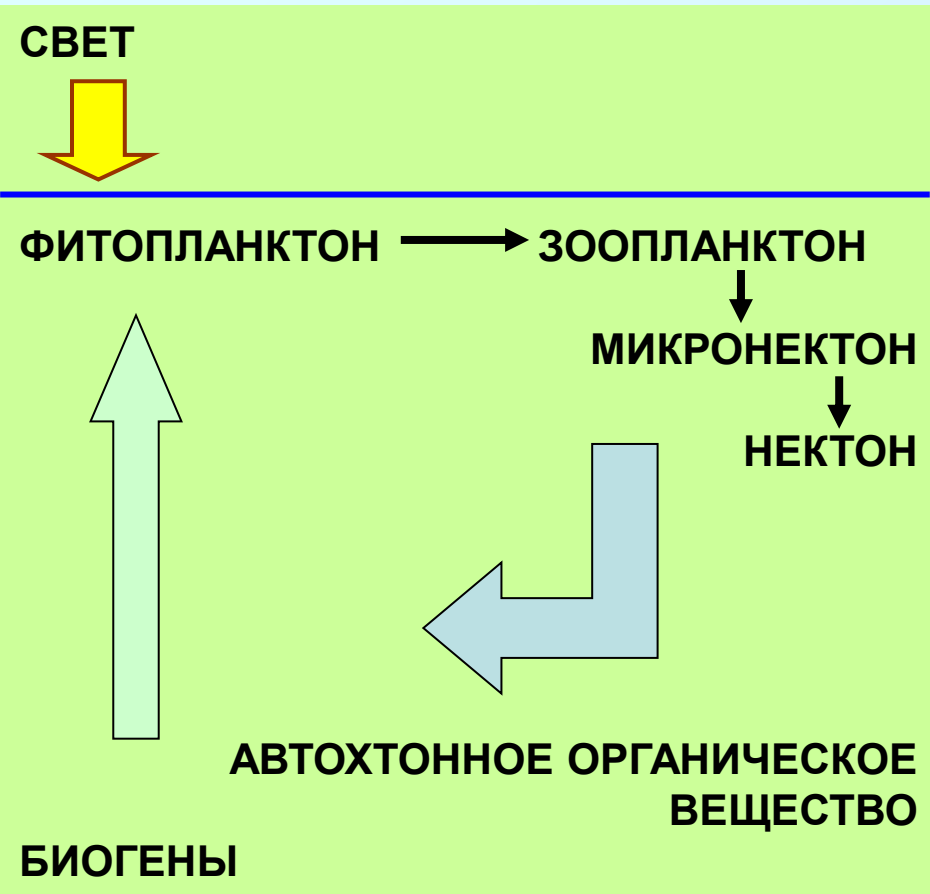 СВЕТ
ФИТОПЛАНКТОН ЗООПЛАНКТОН
МИКРОНЕКТОН
НЕКТОН
АВТОХТОННОЕ ОРГАНИЧЕСКОЕ
ВЕЩЕСТВО
БИОГЕНЫ